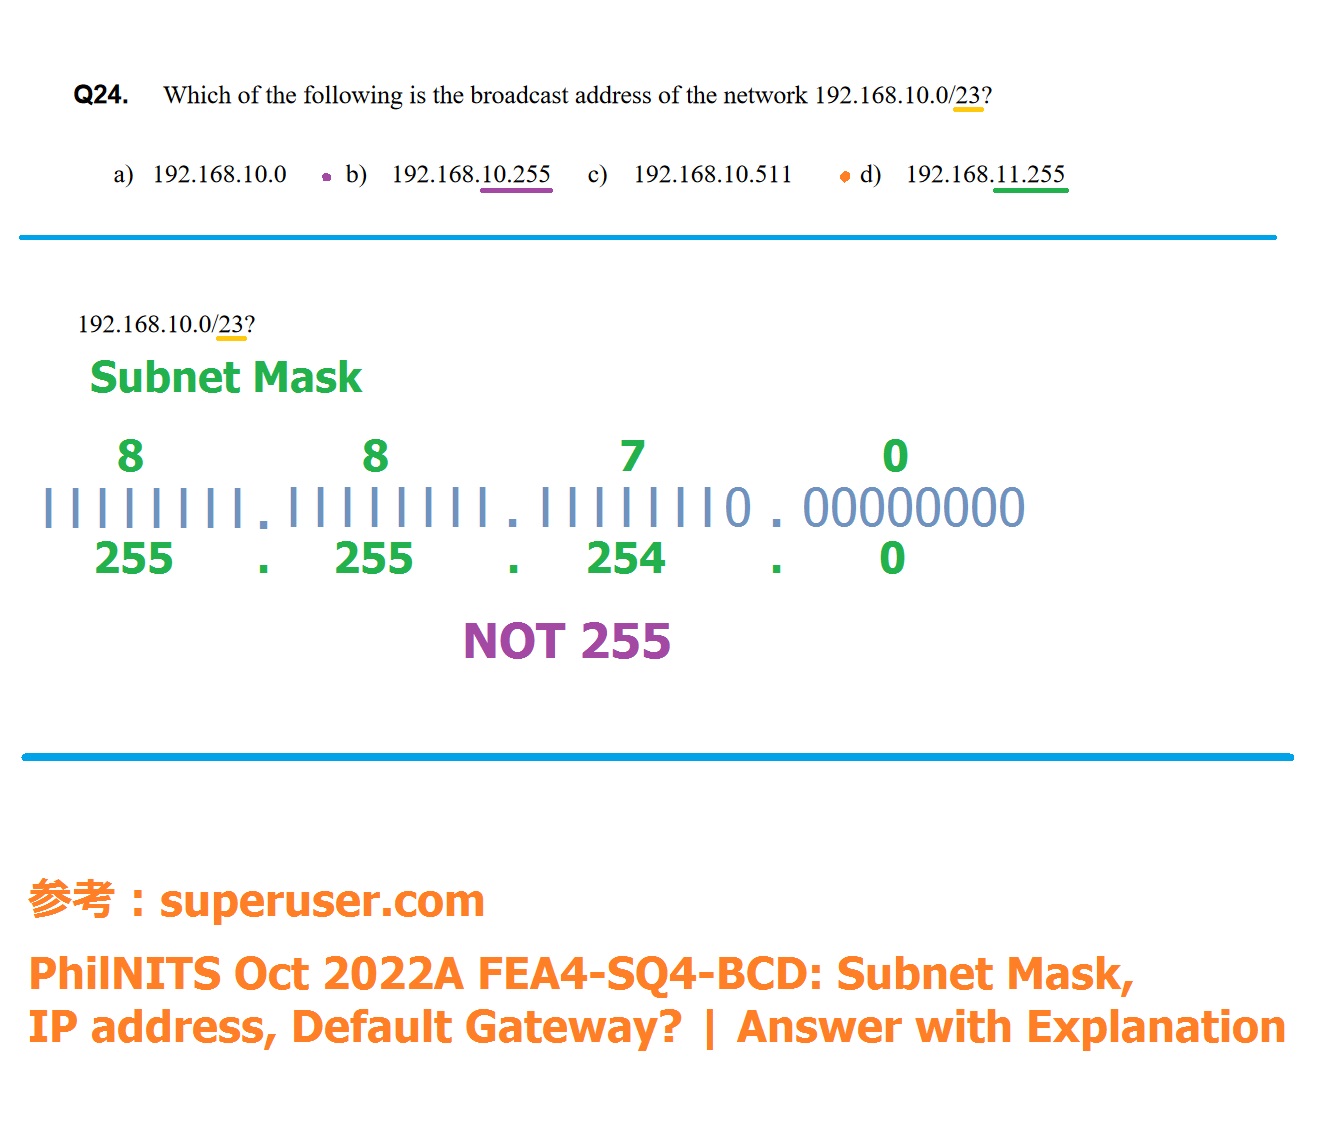 Q24. Which of the following is the broadcast address of the network 192.168.10.0/23?
a) 192.168.10.0 b) 192.168.10.255 c) 192.168.10.511 d) 192.168.11.255
192.168.10.0/23?
Subnet Mask
8 8 7 0
||||||||.||||||||.|||||||0.00000000
255 . 255 . 254 . 0
NOT 255
参考：superuser.com
PhilNITS Oct 2022A FEA4-SQ4-BCD: Subnet Mask,
IP address, Default Gateway? | Answer with Explanation